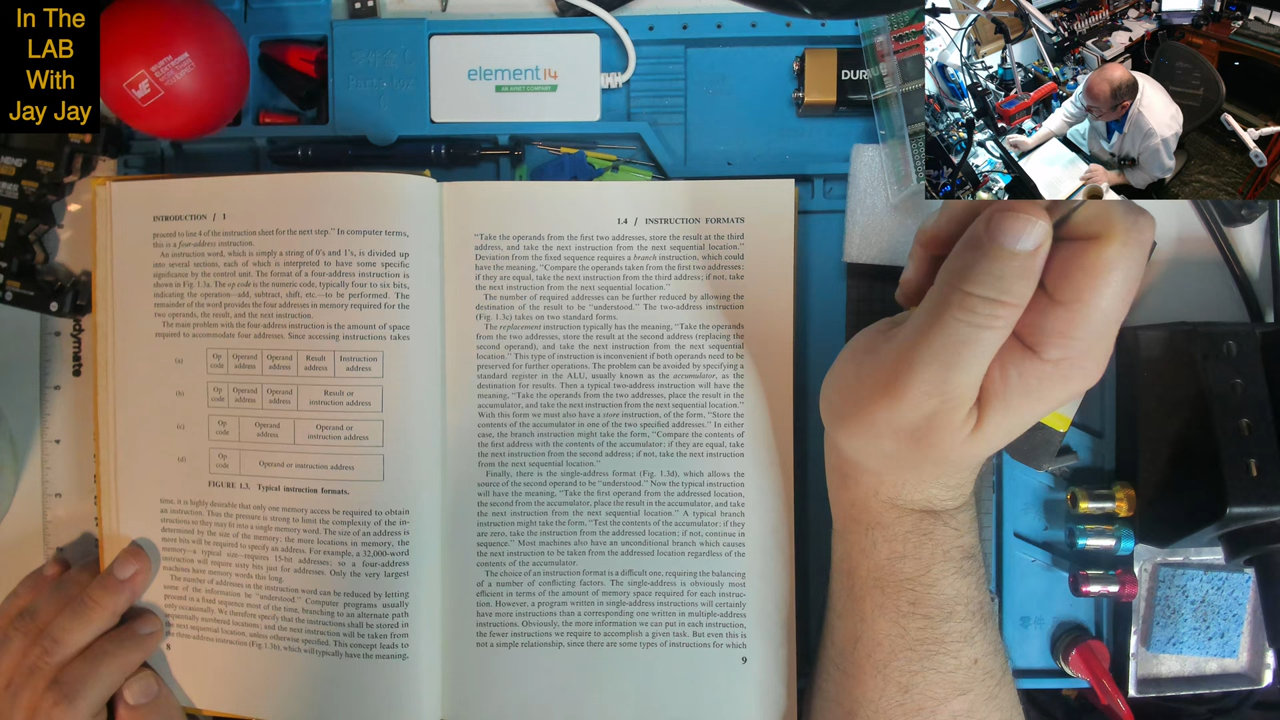 In The
LAB
With
Jay Jay
WURTH
ELEKTRONIK
MORE THAN
YOU EXPECT
WE
零件盒
Parts box
element14
AN AVNET COMPANY
DUR
INTRODUCTION / 1
proceed to line 4 of the instruction sheet for the next step." In computer terms,
this is a four-address instruction.
An instruction word, which is simply a string of 0's and 1's, is divided up
into several sections, each of which is interpreted to have some specific
significance by the control unit. The format of a four-address instruction is
shown in Fig. 1.3a. The op code is the numeric code, typically four to six bits,
indicating the operation—add, subtract, shift, etc.—to be performed. The
remainder of the word provides the four addresses in memory required for the
two operands, the result, and the next instruction.
The main problem with the four-address instruction is the amount of space
required to accommodate four addresses. Since accessing instructions takes
(a) Op code Operand address Operand address Result address Instruction address
(b) Op code Operand address Operand address Result or instruction address
(c) Op code Operand address Operand or instruction address
(d) Op code Operand or instruction address
FIGURE 1.3. Typical instruction formats.
time, it is highly desirable that only one memory access be required to obtain
an instruction. Thus the pressure is strong to limit the complexity of the in-
structions so they may fit into a single memory word. The size of an address is
determined by the size of the memory; the more locations in memory, the
more bits will be required to specify an address. For example, a 32,000-word
memory—a typical size—requires 15-bit addresses; so a four-address
instruction will require sixty bits just for addresses. Only the very largest
machines have memory words this long.
The number of addresses in the instruction word can be reduced by letting
some of the information be "understood." Computer programs usually
proceed in a fixed sequence most of the time, branching to an alternate path
only occasionally. We therefore specify that the instructions shall be stored in
sequentially numbered locations; and the next instruction will be taken from
the next sequential location, unless otherwise specified. This concept leads to
the three-address instruction (Fig. 1.3b), which will typically have the meaning,
8
1.4 / INSTRUCTION FORMATS
"Take the operands from the first two addresses, store the result at the third
address, and take the next instruction from the next sequential location."
Deviation from the fixed sequence requires a branch instruction, which could
have the meaning, "Compare the operands taken from the first two addresses;
if they are equal, take the next instruction from the third address; if not, take
the next instruction from the next sequential location."
The number of required addresses can be further reduced by allowing the
destination of the result to be "understood." The two-address instruction
(Fig. 1.3c) takes on two standard forms.
The replacement instruction typically has the meaning, "Take the operands
from the two addresses, store the result at the second address (replacing the
second operand), and take the next instruction from the next sequential
location." This type of instruction is inconvenient if both operands need to be
preserved for further operations. The problem can be avoided by specifying a
standard register in the ALU, usually known as the accumulator, as the
destination for results. Then a typical two-address instruction will have the
meaning, "Take the operands from the two addresses, place the result in the
accumulator, and take the next instruction from the next sequential location."
With this form we must also have a store instruction, of the form, "Store the
contents of the accumulator in one of the two specified addresses." In either
case, the branch instruction might take the form, "Compare the contents of
the first address with the contents of the accumulator; if they are equal, take
the next instruction from the second address; if not, take the next instruction
from the next sequential location."
Finally, there is the single-address format (Fig. 1.3d), which allows the
source of the second operand to be "understood." Now the typical instruction
will have the meaning, "Take the first operand from the addressed location,
the second from the accumulator, place the result in the accumulator, and take
the next instruction from the next sequential location." A typical branch
instruction might take the form, "Test the contents of the accumulator; if they
are zero, take the instruction from the addressed location; if not, continue in
sequence." Most machines also have an unconditional branch which causes
the next instruction to be taken from the addressed location regardless of the
contents of the accumulator.
The choice of an instruction format is a difficult one, requiring the balancing
of a number of conflicting factors. The single-address is obviously most
efficient in terms of the amount of memory space required for each instruc-
tion. However, a program written in single-address instructions will certainly
have more instructions than a corresponding one written in multiple-address
instructions. Obviously, the more information we can put in each instruction,
the fewer instructions we require to accomplish a given task. But even this is
not a simple relationship, since there are some types of instructions for which
9
dymate
零件